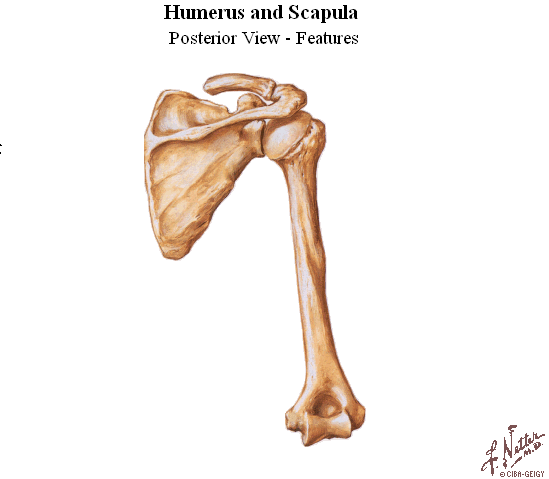 Humerus and Scapula
Posterior View - Features
:
F. Netter
M.D.
© CIBA-GEIGY